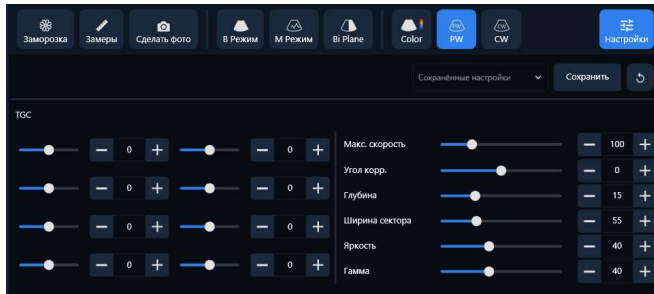 Заморозка Замеры Сделать фото В Режим М Режим Bi Plane Color PW CW Настройки
Сохранённые настройки Сохранить
TGC
0 0 Макс. скорость 100
Угол корр. 0
0 0 Глубина 15
0 0 Ширина сектора 55
Яркость 40
0 0 Гамма 40